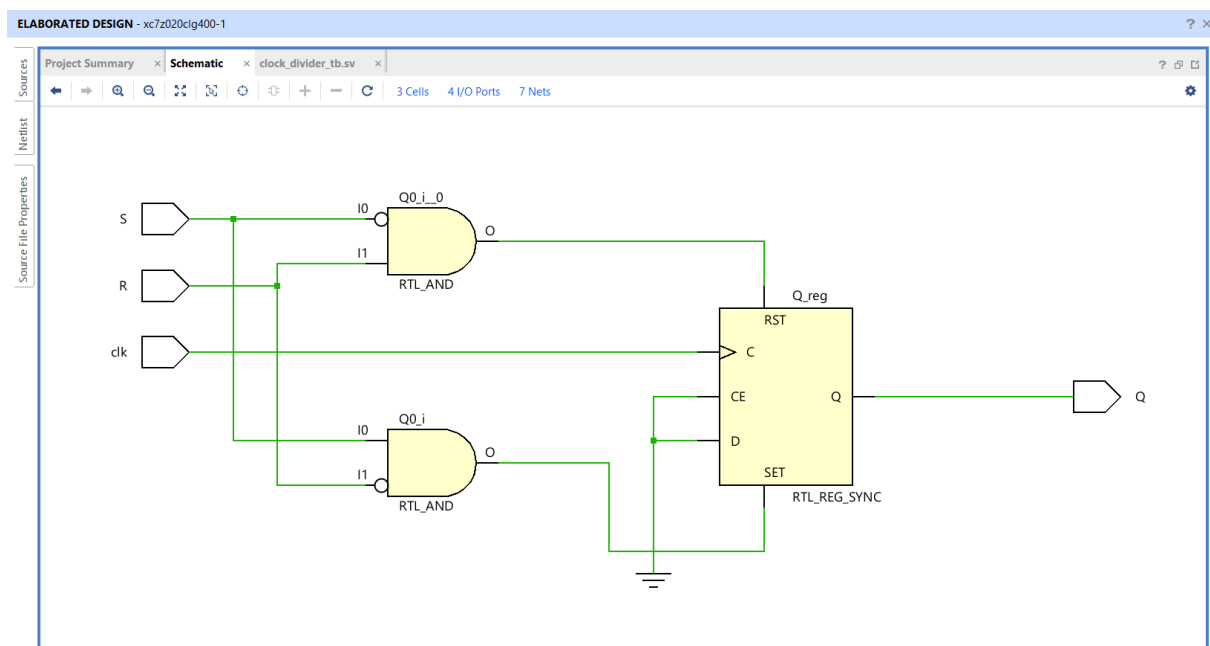 ELABORATED DESIGN - xc7z020clg400-1
? ×
Sources
Netlist
Source File Properties
Project Summary ×
Schematic ×
clock_divider_tb.sv ×
?
3 Cells 4 I/O Ports 7 Nets
Q0_i__0
S
I0
O
I1
RTL_AND
R
Q_reg
RST
clk
C
CE
Q
Q
D
SET
RTL_REG_SYNC
Q0_i
I0
O
I1
RTL_AND